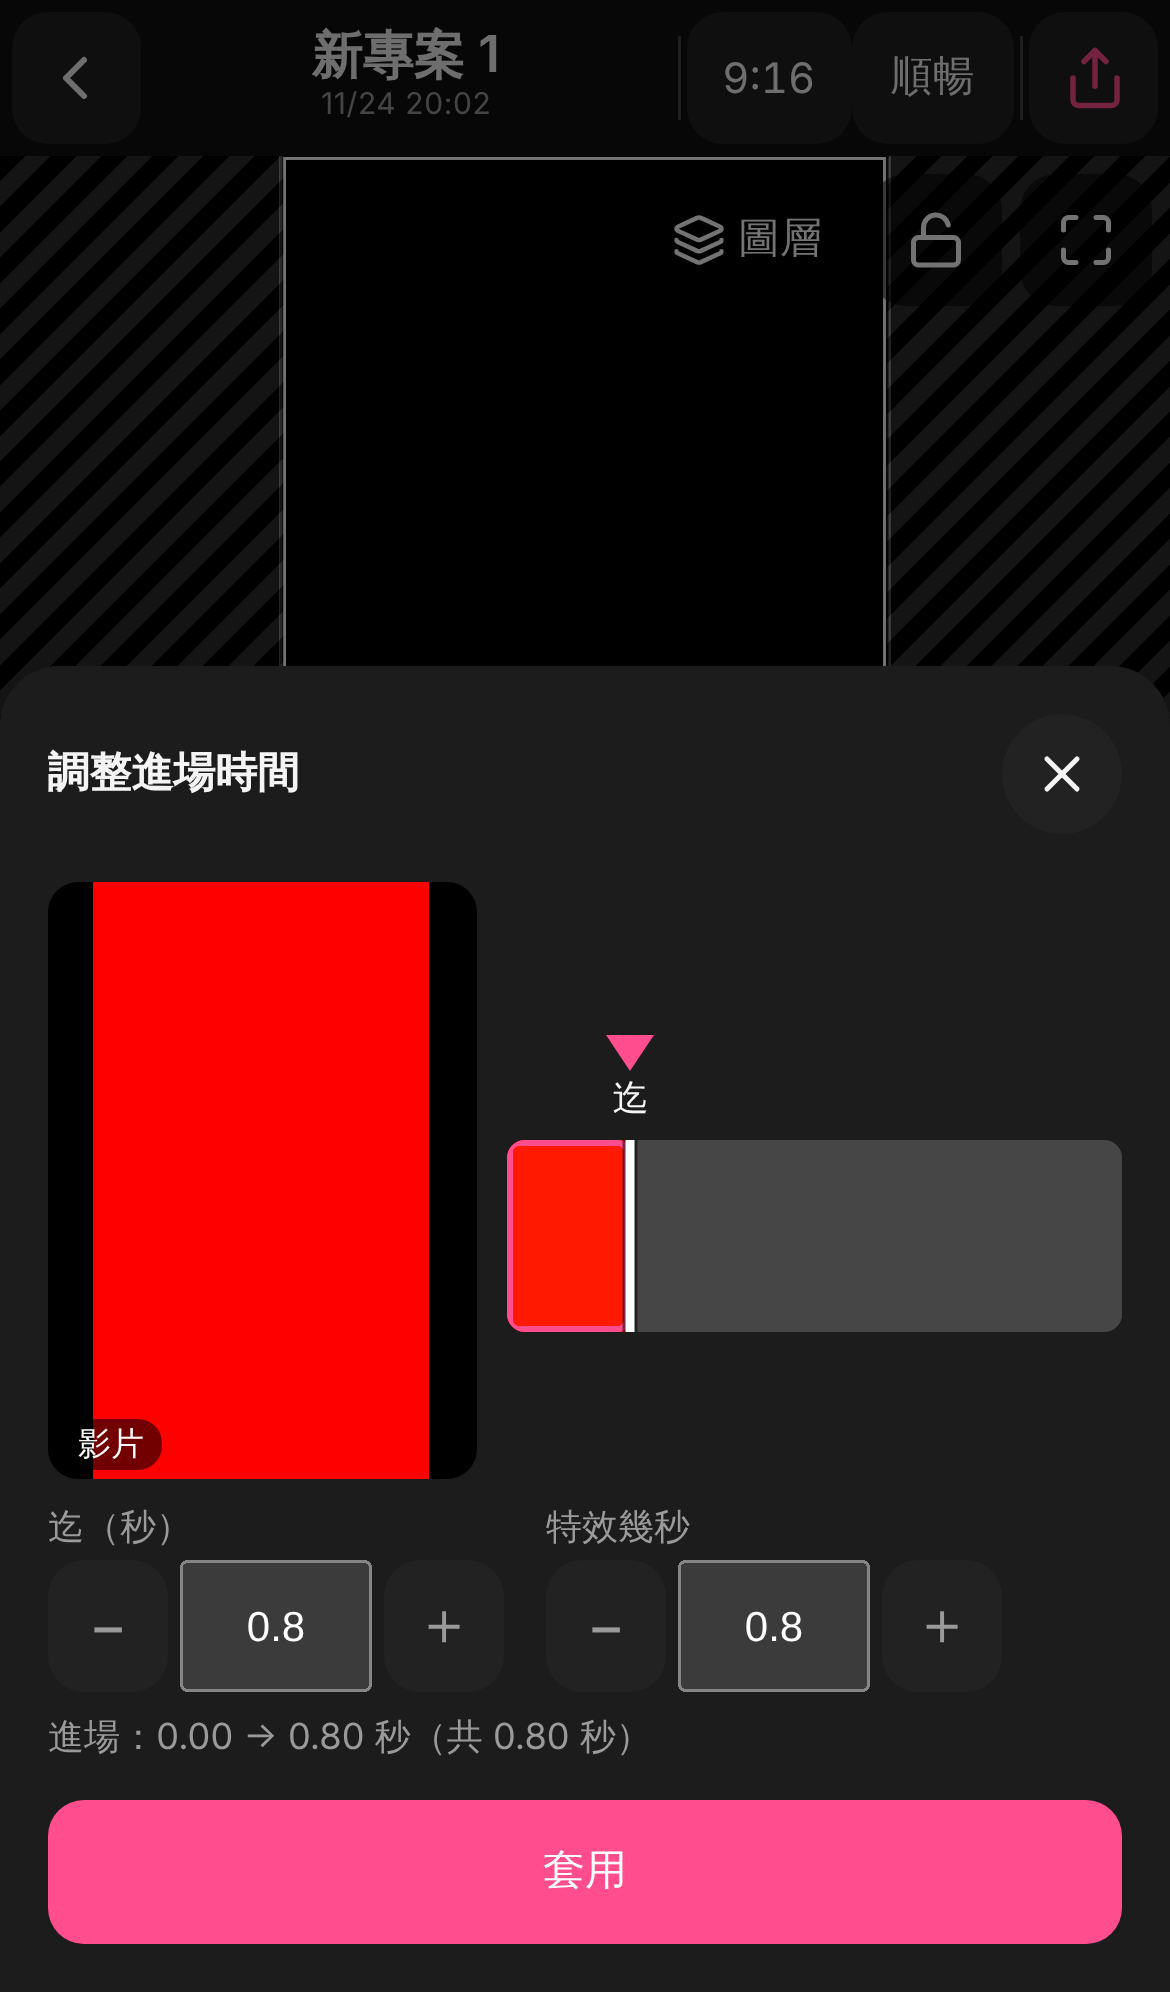 新專案 1
11/24 20:02
9:16
順暢
圖層
調整進場時間
迄
影片
迄（秒）
特效幾秒
− 0.8 +
− 0.8 +
進場：0.00 → 0.80 秒（共 0.80 秒）
套用